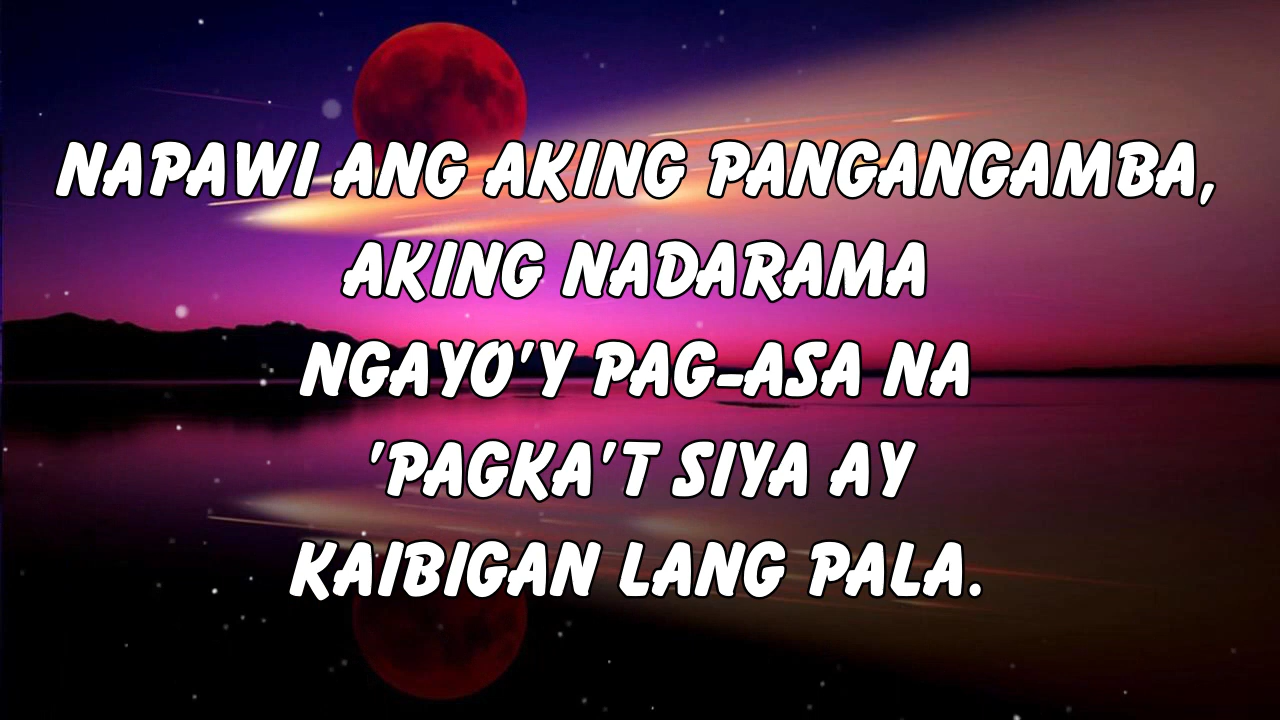 NAPAWI ANG AKING PANGANGAMBA,
AKING NADARAMA
NGAYO'Y PAG-ASA NA
'PAGKA'T SIYA AY
KAIBIGAN LANG PALA.